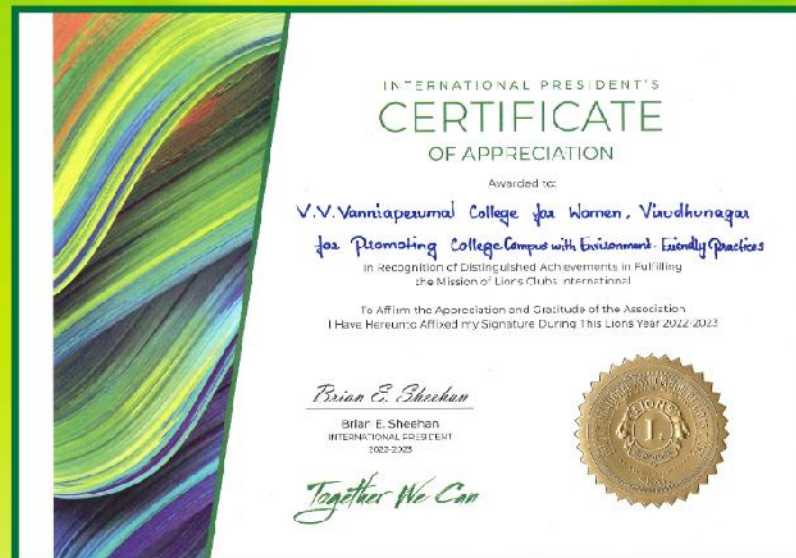 INTERNATIONAL PRESIDENT'S
CERTIFICATE
OF APPRECIATION
Awarded to:
V.V.Vanniaperumal College for Women, Virudhunagar
for Promoting College Campus with Environment-Friendly Practices
in Recognition of Distinguished Achievements in Fulfilling
the Mission of Lions Clubs International
To Affirm the Appreciation and Gratitude of the Association
I Have Hereunto Affixed my Signature During This Lions Year 2022-2023
Brian E. Sheehan
Brian E. Sheehan
INTERNATIONAL PRESIDENT
2022-2023
Together We Can
LIONS
L